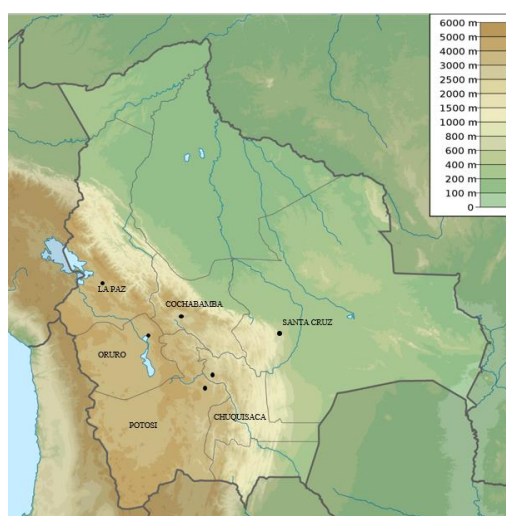 6000 m
5000 m
4000 m
3000 m
2500 m
2000 m
1500 m
1000 m
800 m
600 m
400 m
200 m
100 m
0
LA PAZ
COCHABAMBA
SANTA CRUZ
ORURO
POTOSI
CHUQUISACA